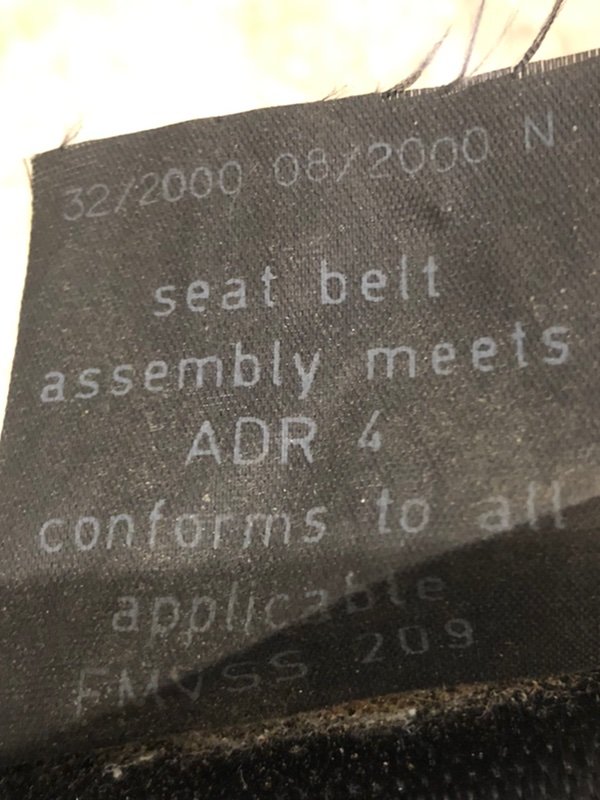 32/2000 08/2000 N
seat belt
assembly meets
ADR 4
conforms to all
applicable
FMVSS 209